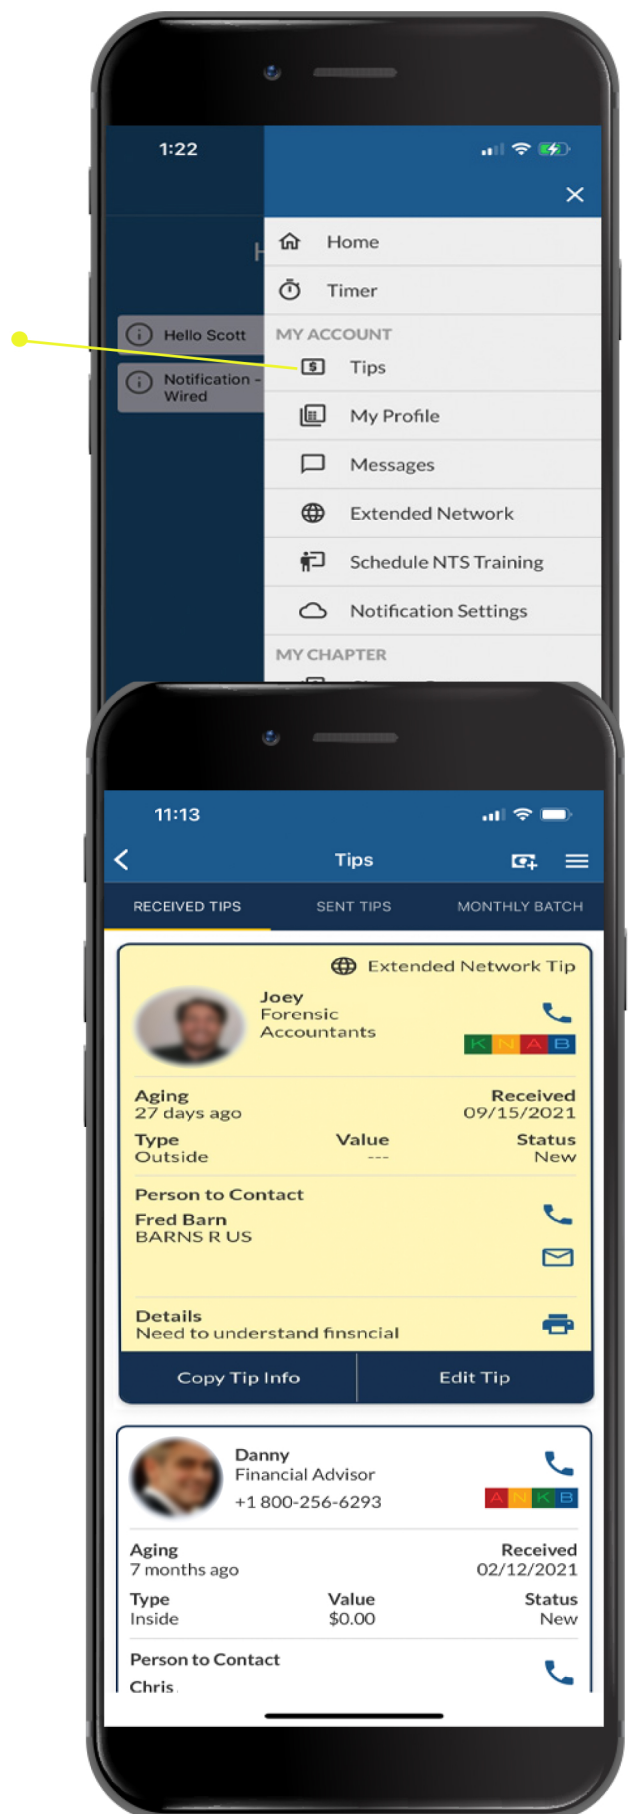 1:22
H
Home
Timer
Hello Scott
MY ACCOUNT
Tips
Notification -
Wired
My Profile
Messages
Extended Network
Schedule NTS Training
Notification Settings
MY CHAPTER
11:13
Tips
RECEIVED TIPS SENT TIPS MONTHLY BATCH
Extended Network Tip
Joey
Forensic
Accountants
K N A B
Aging Received
27 days ago 09/15/2021
Type Value Status
Outside --- New
Person to Contact
Fred Barn
BARNS R US
Details
Need to understand finsncial
Copy Tip Info Edit Tip
Danny
Financial Advisor
+1 800-256-6293
A N K B
Aging Received
7 months ago 02/12/2021
Type Value Status
Inside $0.00 New
Person to Contact
Chris